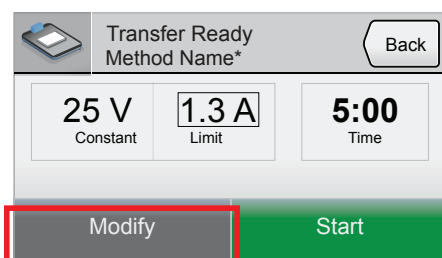 Transfer Ready
Method Name*
Back
25 V
Constant
1.3 A
Limit
5:00
Time
Modify
Start